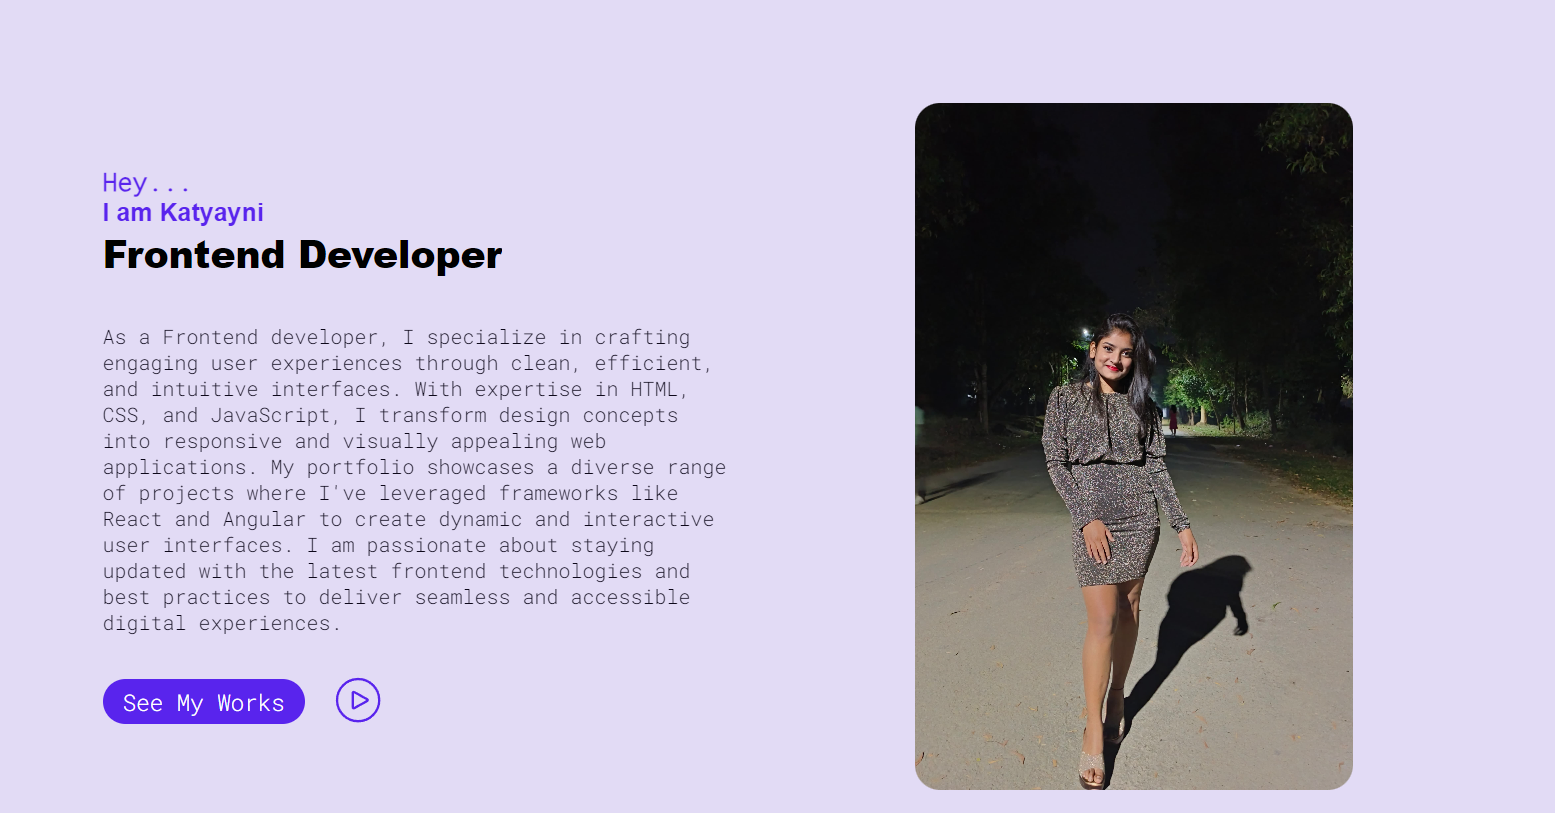 Hey...
I am Katyayni
Frontend Developer
As a Frontend developer, I specialize in crafting
engaging user experiences through clean, efficient,
and intuitive interfaces. With expertise in HTML,
CSS, and JavaScript, I transform design concepts
into responsive and visually appealing web
applications. My portfolio showcases a diverse range
of projects where I've leveraged frameworks like
React and Angular to create dynamic and interactive
user interfaces. I am passionate about staying
updated with the latest frontend technologies and
best practices to deliver seamless and accessible
digital experiences.
See My Works